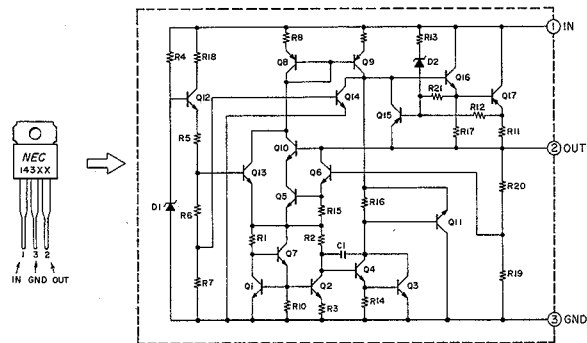 NEC
143XX
1 3 2
IN GND OUT
R4
R18
R8
R9
R13
1 IN
Q8
Q9
D2
Q16
Q12
Q14
R21
Q17
R12
Q15
R5
R17
R11
Q10
2 OUT
Q13
Q6
Q5
R20
D1
R6
R15
R16
Q11
R1
R2
C1
Q7
Q4
R7
Q1
Q2
Q3
R19
R10
R3
R14
3 GND